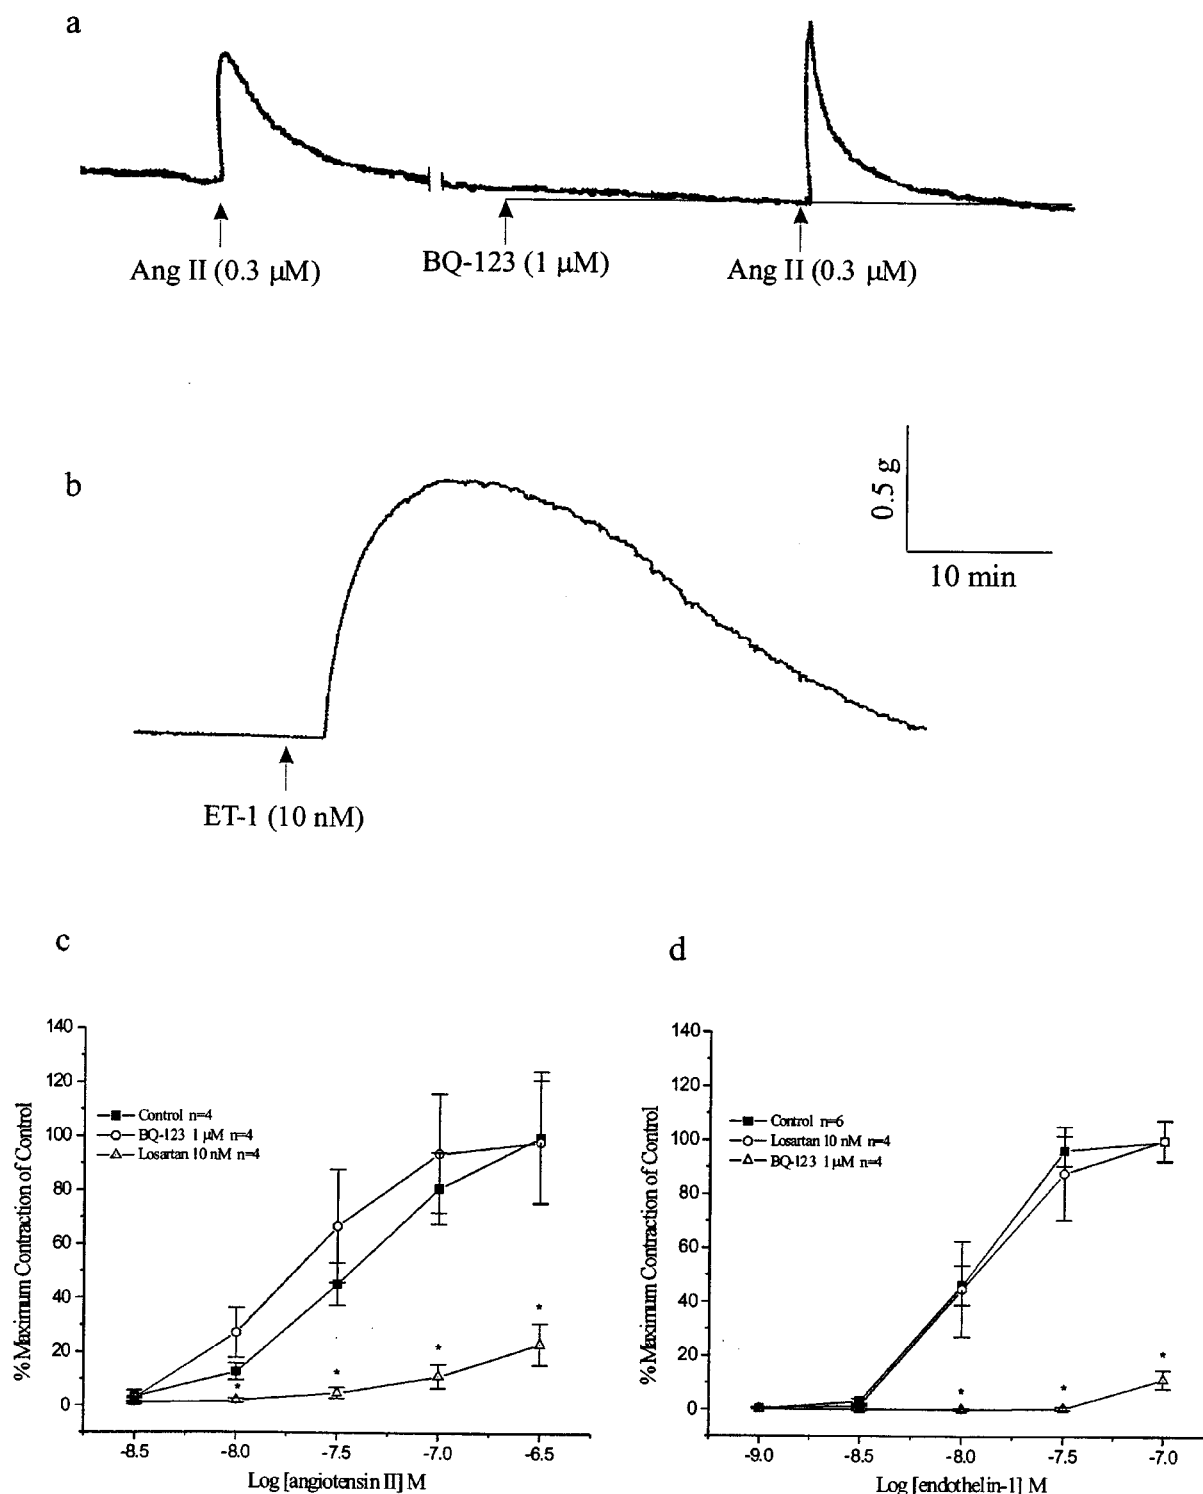 a
Ang II (0.3 μM)
BQ-123 (1 μM)
Ang II (0.3 μM)
b
0.5 g
10 min
ET-1 (10 nM)
c
% Maximum Contraction of Control
140
120
100
80
60
40
20
0
Control n=4
BQ-123 1 μM n=4
Losartan 10 nM n=4
*
*
*
*
-8.5
-8.0
-7.5
-7.0
-6.5
Log [angiotensin II] M
d
% Maximum Contraction of Control
140
120
100
80
60
40
20
0
Control n=6
Losartan 10 nM n=4
BQ-123 1 μM n=4
*
*
*
-9.0
-8.5
-8.0
-7.5
-7.0
Log [endothelin-1] M